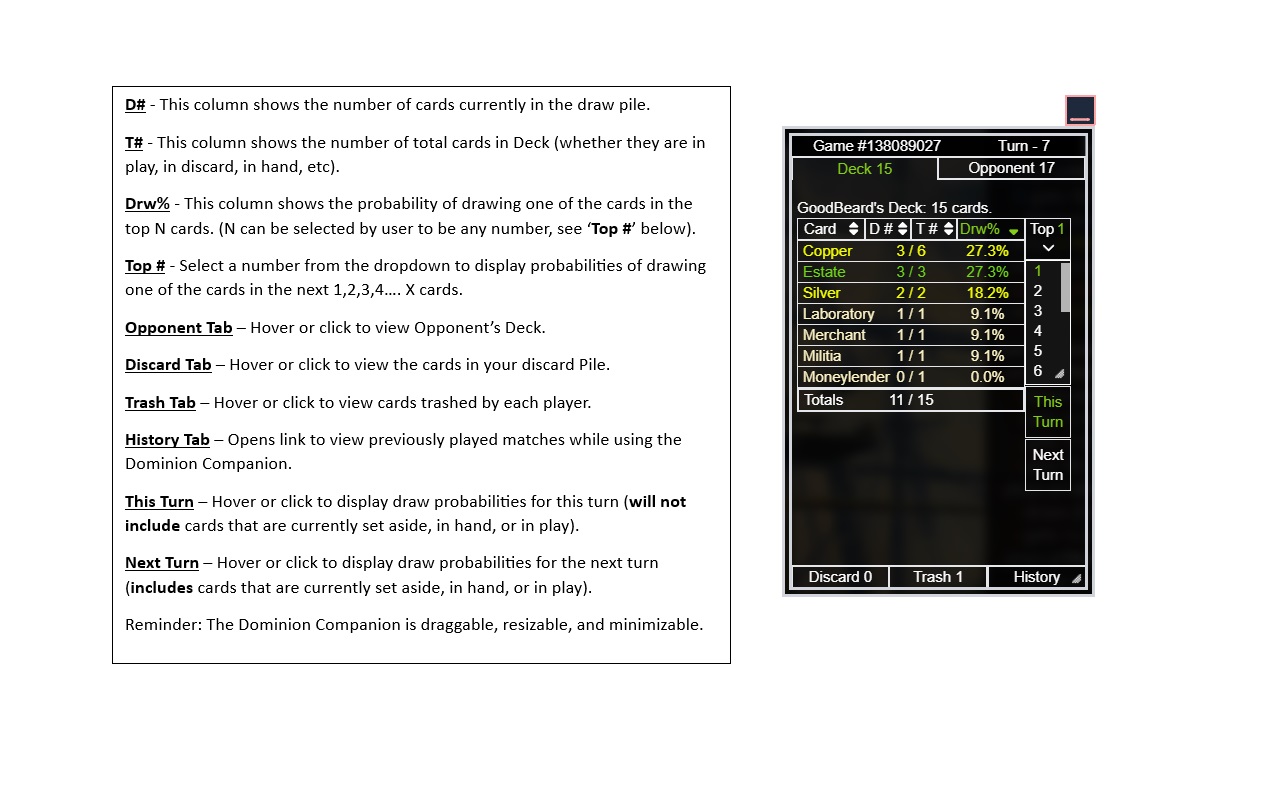 D# - This column shows the number of cards currently in the draw pile.
T# - This column shows the number of total cards in Deck (whether they are in
play, in discard, in hand, etc).
Drw% - This column shows the probability of drawing one of the cards in the
top N cards. (N can be selected by user to be any number, see ‘Top #’ below).
Top # - Select a number from the dropdown to display probabilities of drawing
one of the cards in the next 1,2,3,4.... X cards.
Opponent Tab – Hover or click to view Opponent’s Deck.
Discard Tab – Hover or click to view the cards in your discard Pile.
Trash Tab – Hover or click to view cards trashed by each player.
History Tab – Opens link to view previously played matches while using the
Dominion Companion.
This Turn – Hover or click to display draw probabilities for this turn (will not
include cards that are currently set aside, in hand, or in play).
Next Turn – Hover or click to display draw probabilities for the next turn
(includes cards that are currently set aside, in hand, or in play).
Reminder: The Dominion Companion is draggable, resizable, and minimizable.
Game #138089027 Turn - 7
Deck 15 Opponent 17
GoodBeard's Deck: 15 cards.
Card D # T # Drw% Top 1
Copper 3 / 6 27.3%
Estate 3 / 3 27.3% 1
Silver 2 / 2 18.2% 2
Laboratory 1 / 1 9.1% 3
Merchant 1 / 1 9.1% 4
Militia 1 / 1 9.1% 5
Moneylender 0 / 1 0.0% 6
Totals 11 / 15
This
Turn
Next
Turn
Discard 0 Trash 1 History